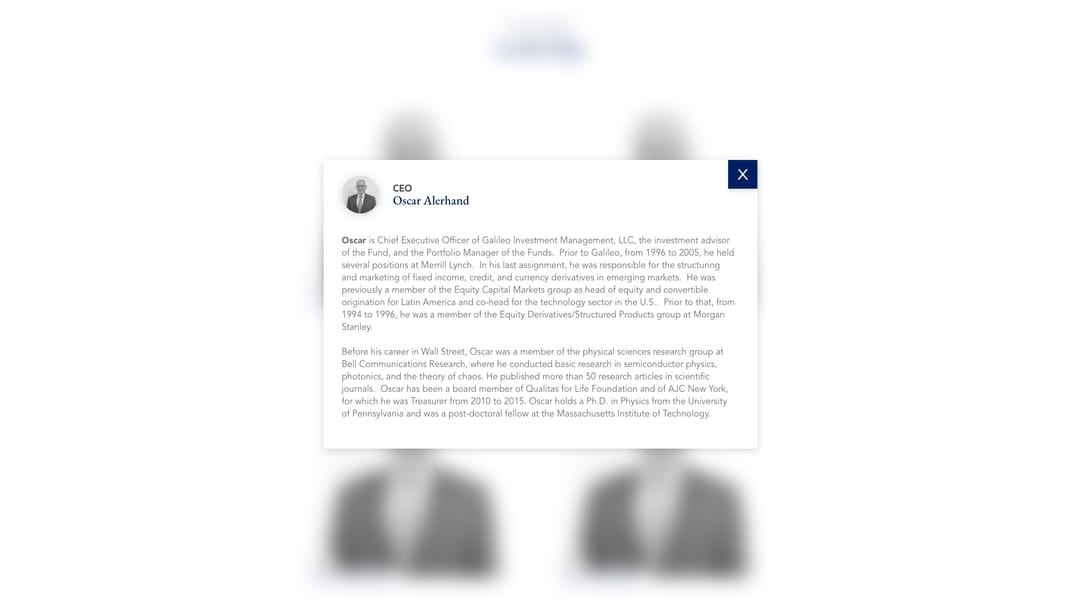 CEO
Oscar Alerhand
X
Oscar is Chief Executive Officer of Galileo Investment Management, LLC, the investment advisor
of the Fund, and the Portfolio Manager of the Funds.  Prior to Galileo, from 1996 to 2005, he held
several positions at Merrill Lynch.  In his last assignment, he was responsible for the structuring
and marketing of fixed income, credit, and currency derivatives in emerging markets.  He was
previously a member of the Equity Capital Markets group as head of equity and convertible
origination for Latin America and co-head for the technology sector in the U.S..  Prior to that, from
1994 to 1996, he was a member of the Equity Derivatives/Structured Products group at Morgan
Stanley.
Before his career in Wall Street, Oscar was a member of the physical sciences research group at
Bell Communications Research, where he conducted basic research in semiconductor physics,
photonics, and the theory of chaos. He published more than 50 research articles in scientific
journals.  Oscar has been a board member of Qualitas for Life Foundation and of AJC New York,
for which he was Treasurer from 2010 to 2015. Oscar holds a Ph.D. in Physics from the University
of Pennsylvania and was a post-doctoral fellow at the Massachusetts Institute of Technology.